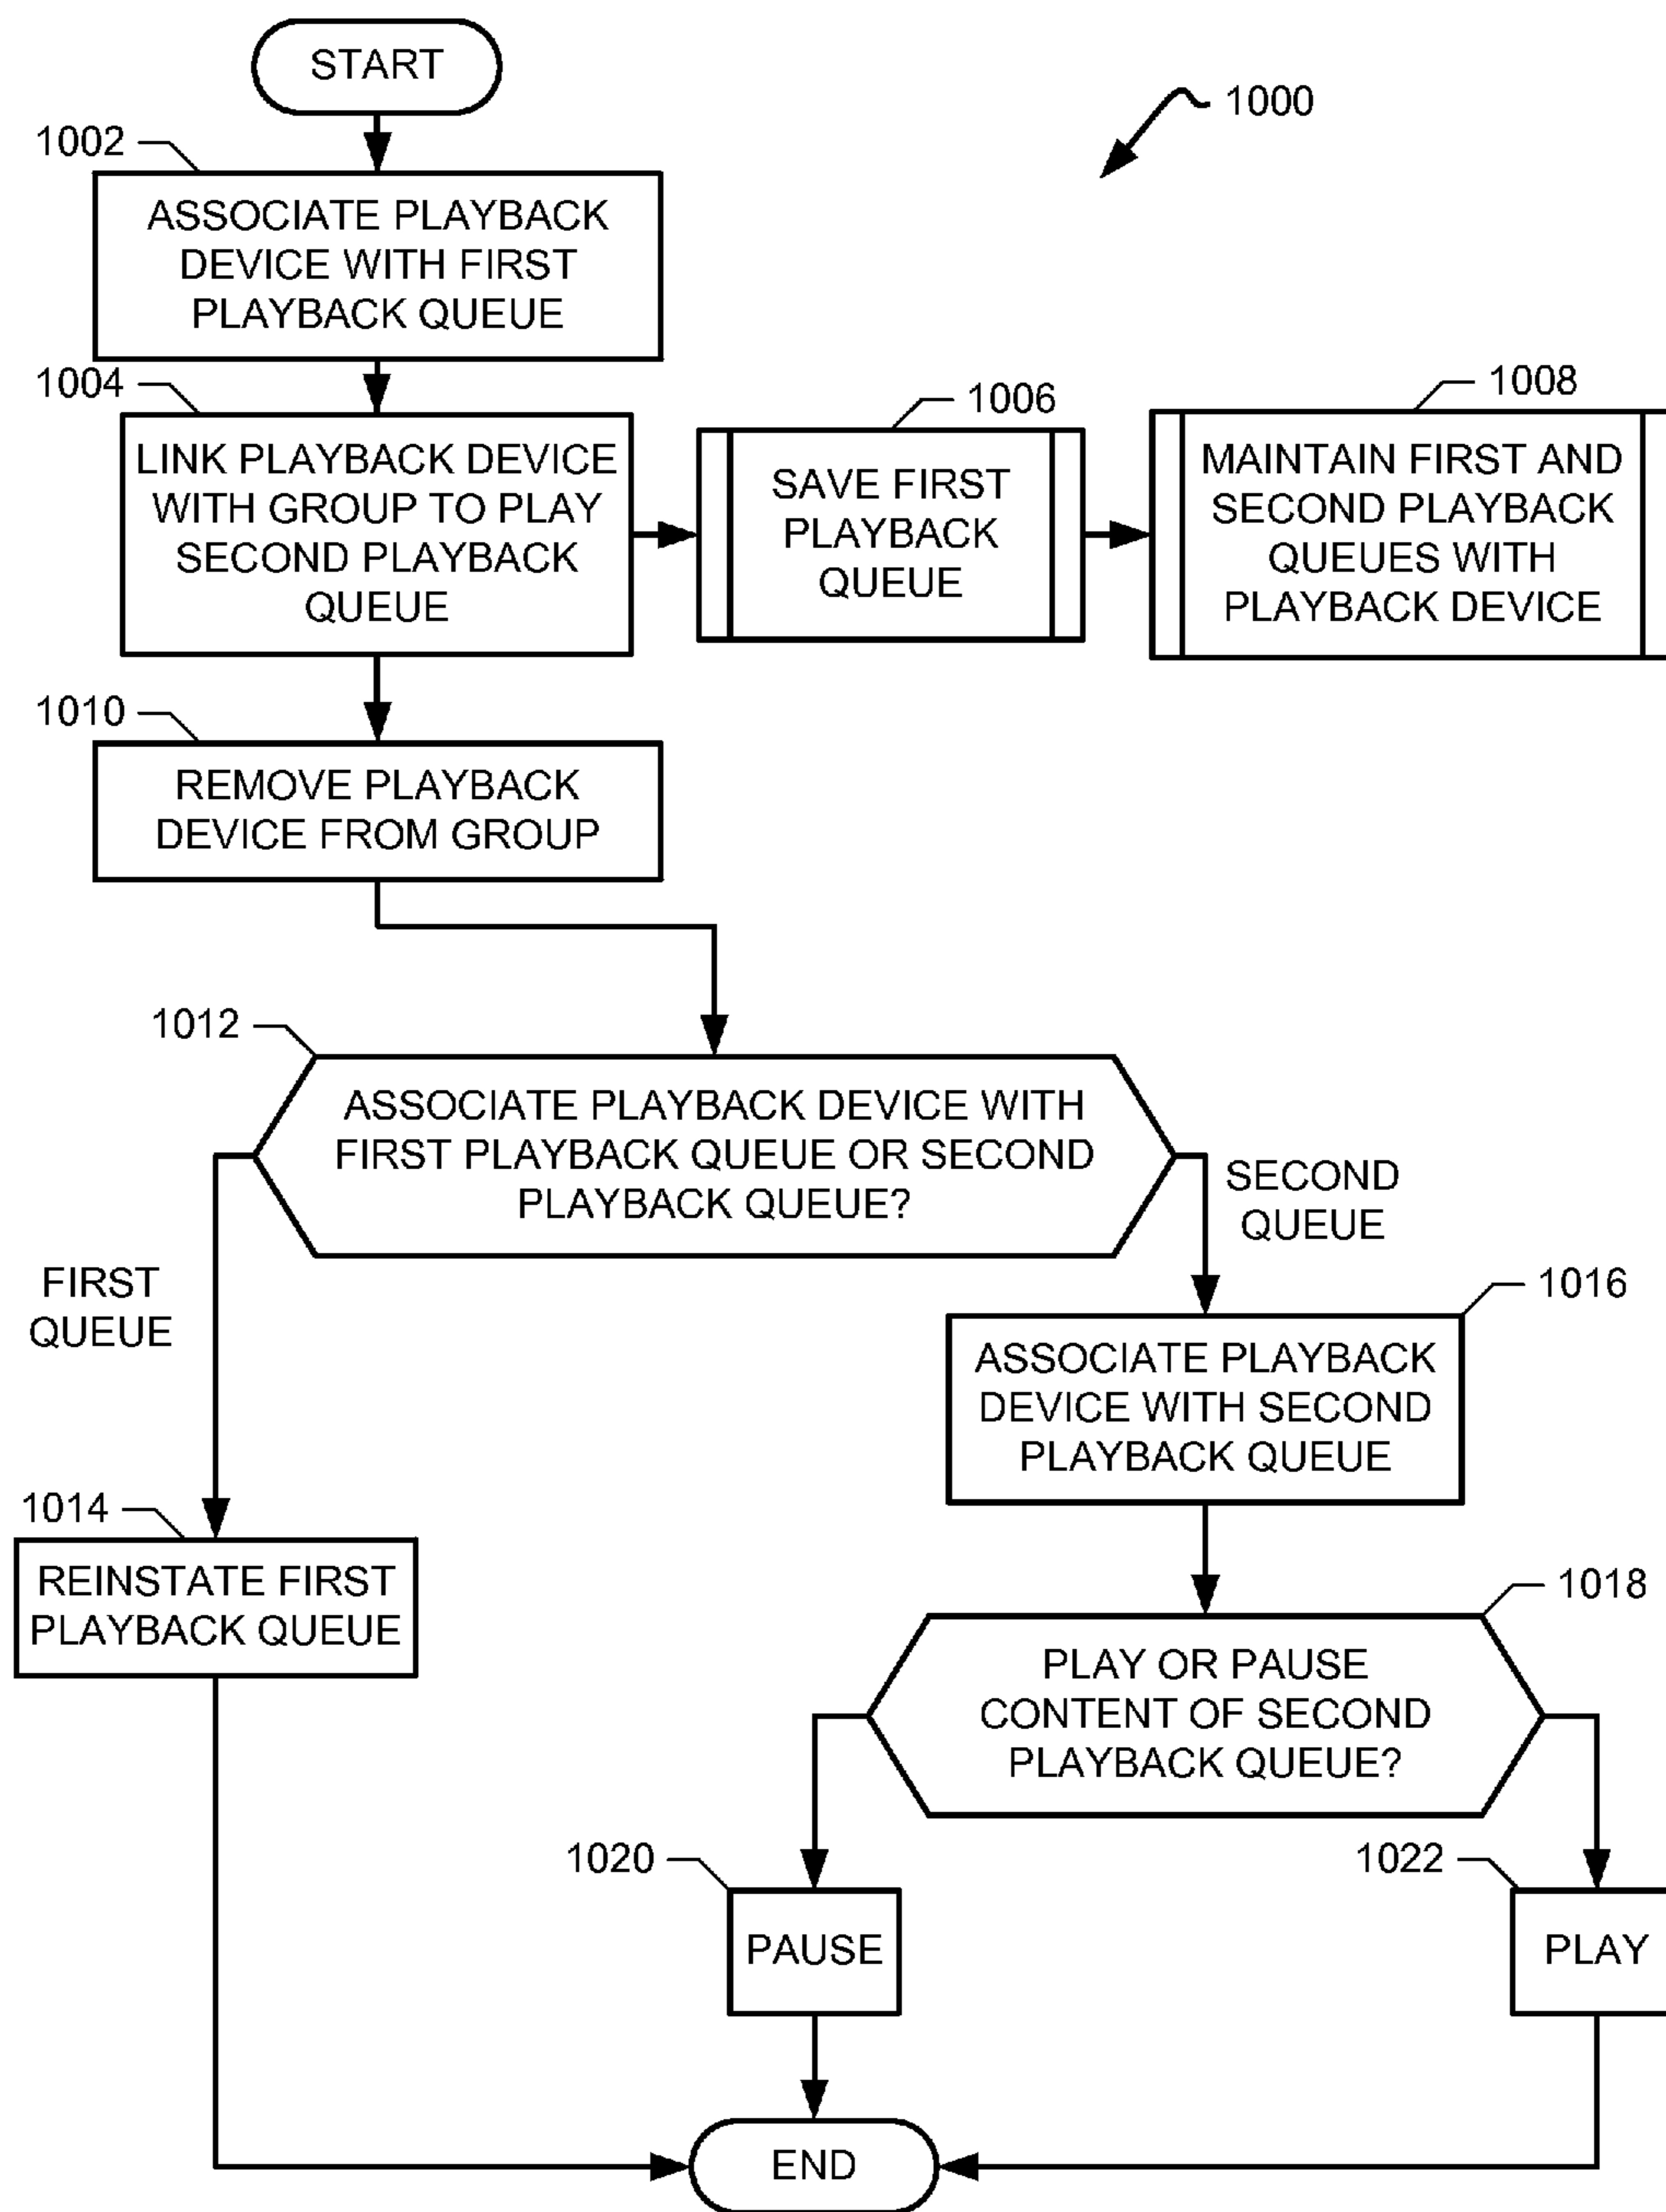 START
1000
1002
ASSOCIATE PLAYBACK
DEVICE WITH FIRST
PLAYBACK QUEUE
1004
LINK PLAYBACK DEVICE
WITH GROUP TO PLAY
SECOND PLAYBACK
QUEUE
1006
SAVE FIRST
PLAYBACK
QUEUE
1008
MAINTAIN FIRST AND
SECOND PLAYBACK
QUEUES WITH
PLAYBACK DEVICE
1010
REMOVE PLAYBACK
DEVICE FROM GROUP
1012
ASSOCIATE PLAYBACK DEVICE WITH
FIRST PLAYBACK QUEUE OR SECOND
PLAYBACK QUEUE?
FIRST
QUEUE
SECOND
QUEUE
1014
REINSTATE FIRST
PLAYBACK QUEUE
1016
ASSOCIATE PLAYBACK
DEVICE WITH SECOND
PLAYBACK QUEUE
1018
PLAY OR PAUSE
CONTENT OF SECOND
PLAYBACK QUEUE?
1020
PAUSE
1022
PLAY
END